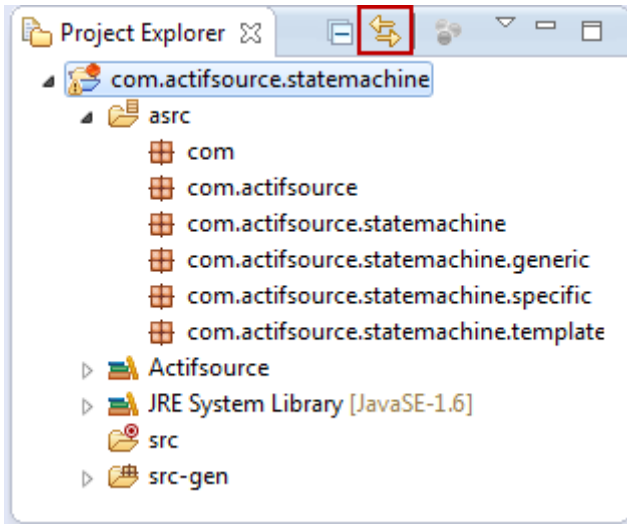 Project Explorer
com.actifsource.statemachine
asrc
com
com.actifsource
com.actifsource.statemachine
com.actifsource.statemachine.generic
com.actifsource.statemachine.specific
com.actifsource.statemachine.template
Actifsource
JRE System Library [JavaSE-1.6]
src
src-gen